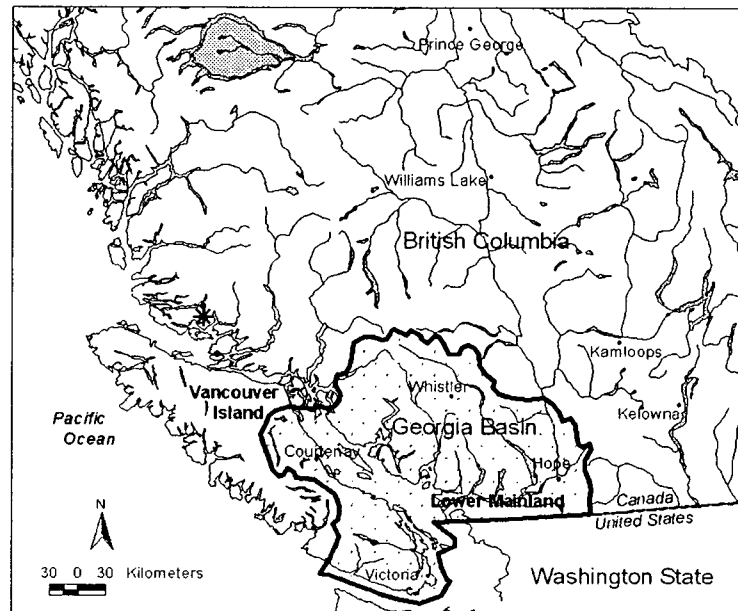 Prince George
Williams Lake
British Columbia
Kamloops
Whistler
Vancouver
Island
Kelowna
Pacific
Ocean
Georgia Basin
Courtenay
Hope
Lower Mainland
Canada
United States
N
30 0 30 Kilometers
Victoria
Washington State